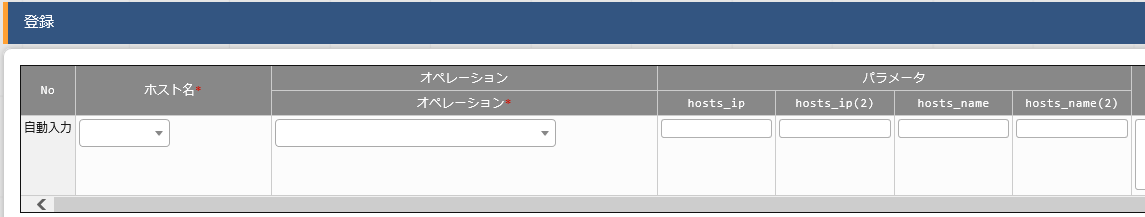 登録
No
ホスト名*
オペレーション
オペレーション*
パラメータ
hosts_ip
hosts_ip(2)
hosts_name
hosts_name(2)
自動入力